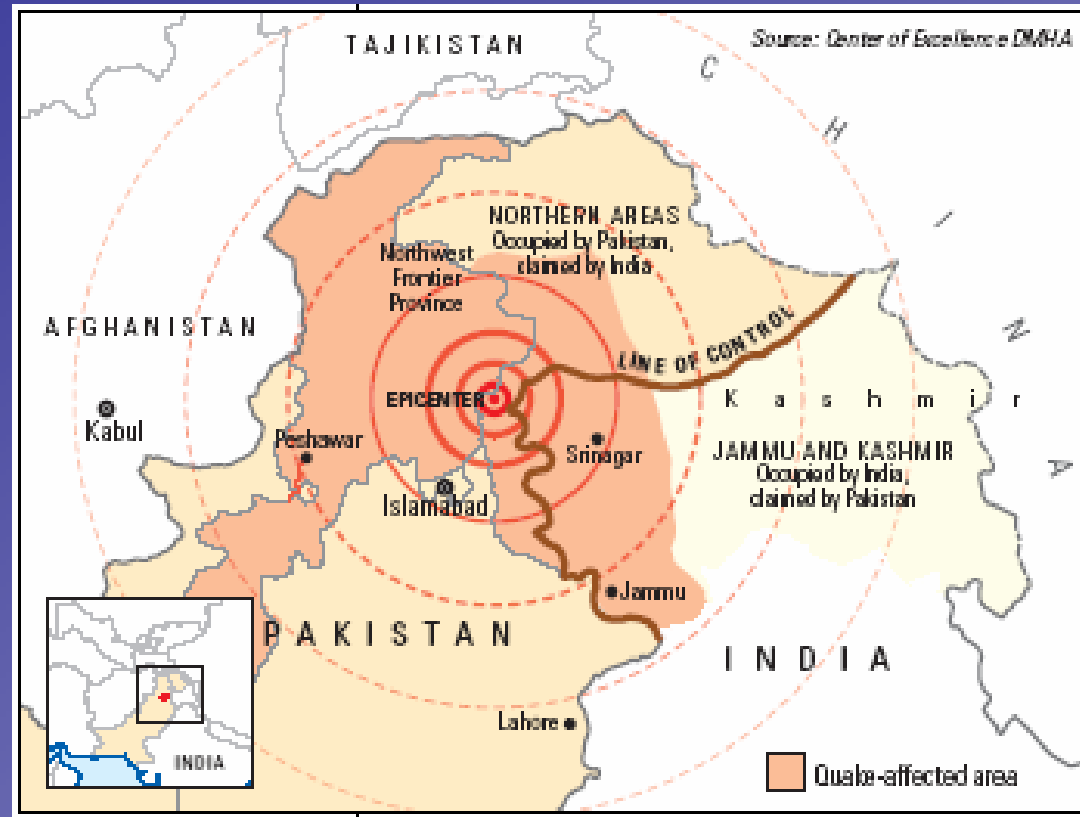 TAJIKISTAN
Source: Center of Excellence DMHA
CHINA
NORTHERN AREAS
Occupied by Pakistan,
claimed by India
Northwest
Frontier
Province
AFGHANISTAN
LINE OF CONTROL
EPICENTER
Kashmir
Kabul
Peshawar
Srinagar
JAMMU AND KASHMIR
Occupied by India,
claimed by Pakistan
Islamabad
Jammu
PAKISTAN
INDIA
Lahore
INDIA
Quake-affected area